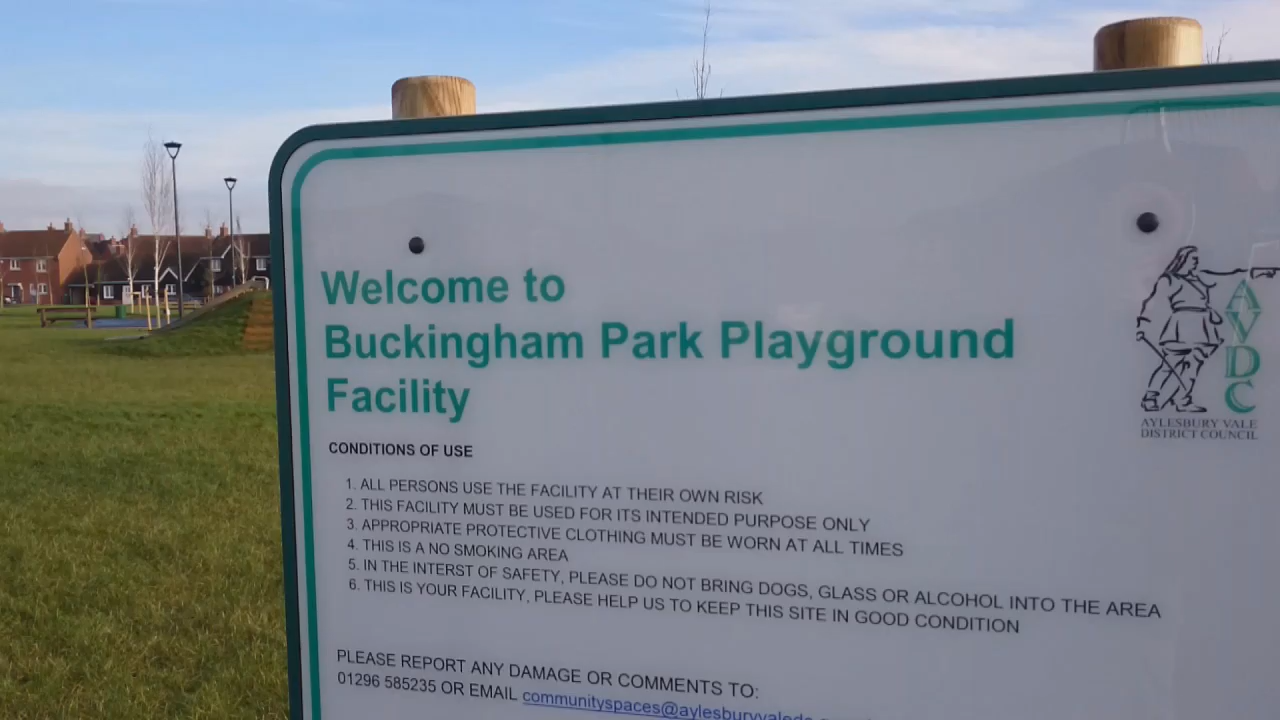 Welcome to
Buckingham Park Playground
Facility
AVDC
AYLESBURY VALE
DISTRICT COUNCIL
CONDITIONS OF USE
1. ALL PERSONS USE THE FACILITY AT THEIR OWN RISK
2. THIS FACILITY MUST BE USED FOR ITS INTENDED PURPOSE ONLY
3. APPROPRIATE PROTECTIVE CLOTHING MUST BE WORN AT ALL TIMES
4. THIS IS A NO SMOKING AREA
5. IN THE INTERST OF SAFETY, PLEASE DO NOT BRING DOGS, GLASS OR ALCOHOL INTO THE AREA
6. THIS IS YOUR FACILITY, PLEASE HELP US TO KEEP THIS SITE IN GOOD CONDITION
PLEASE REPORT ANY DAMAGE OR COMMENTS TO:
01296 585235 OR EMAIL